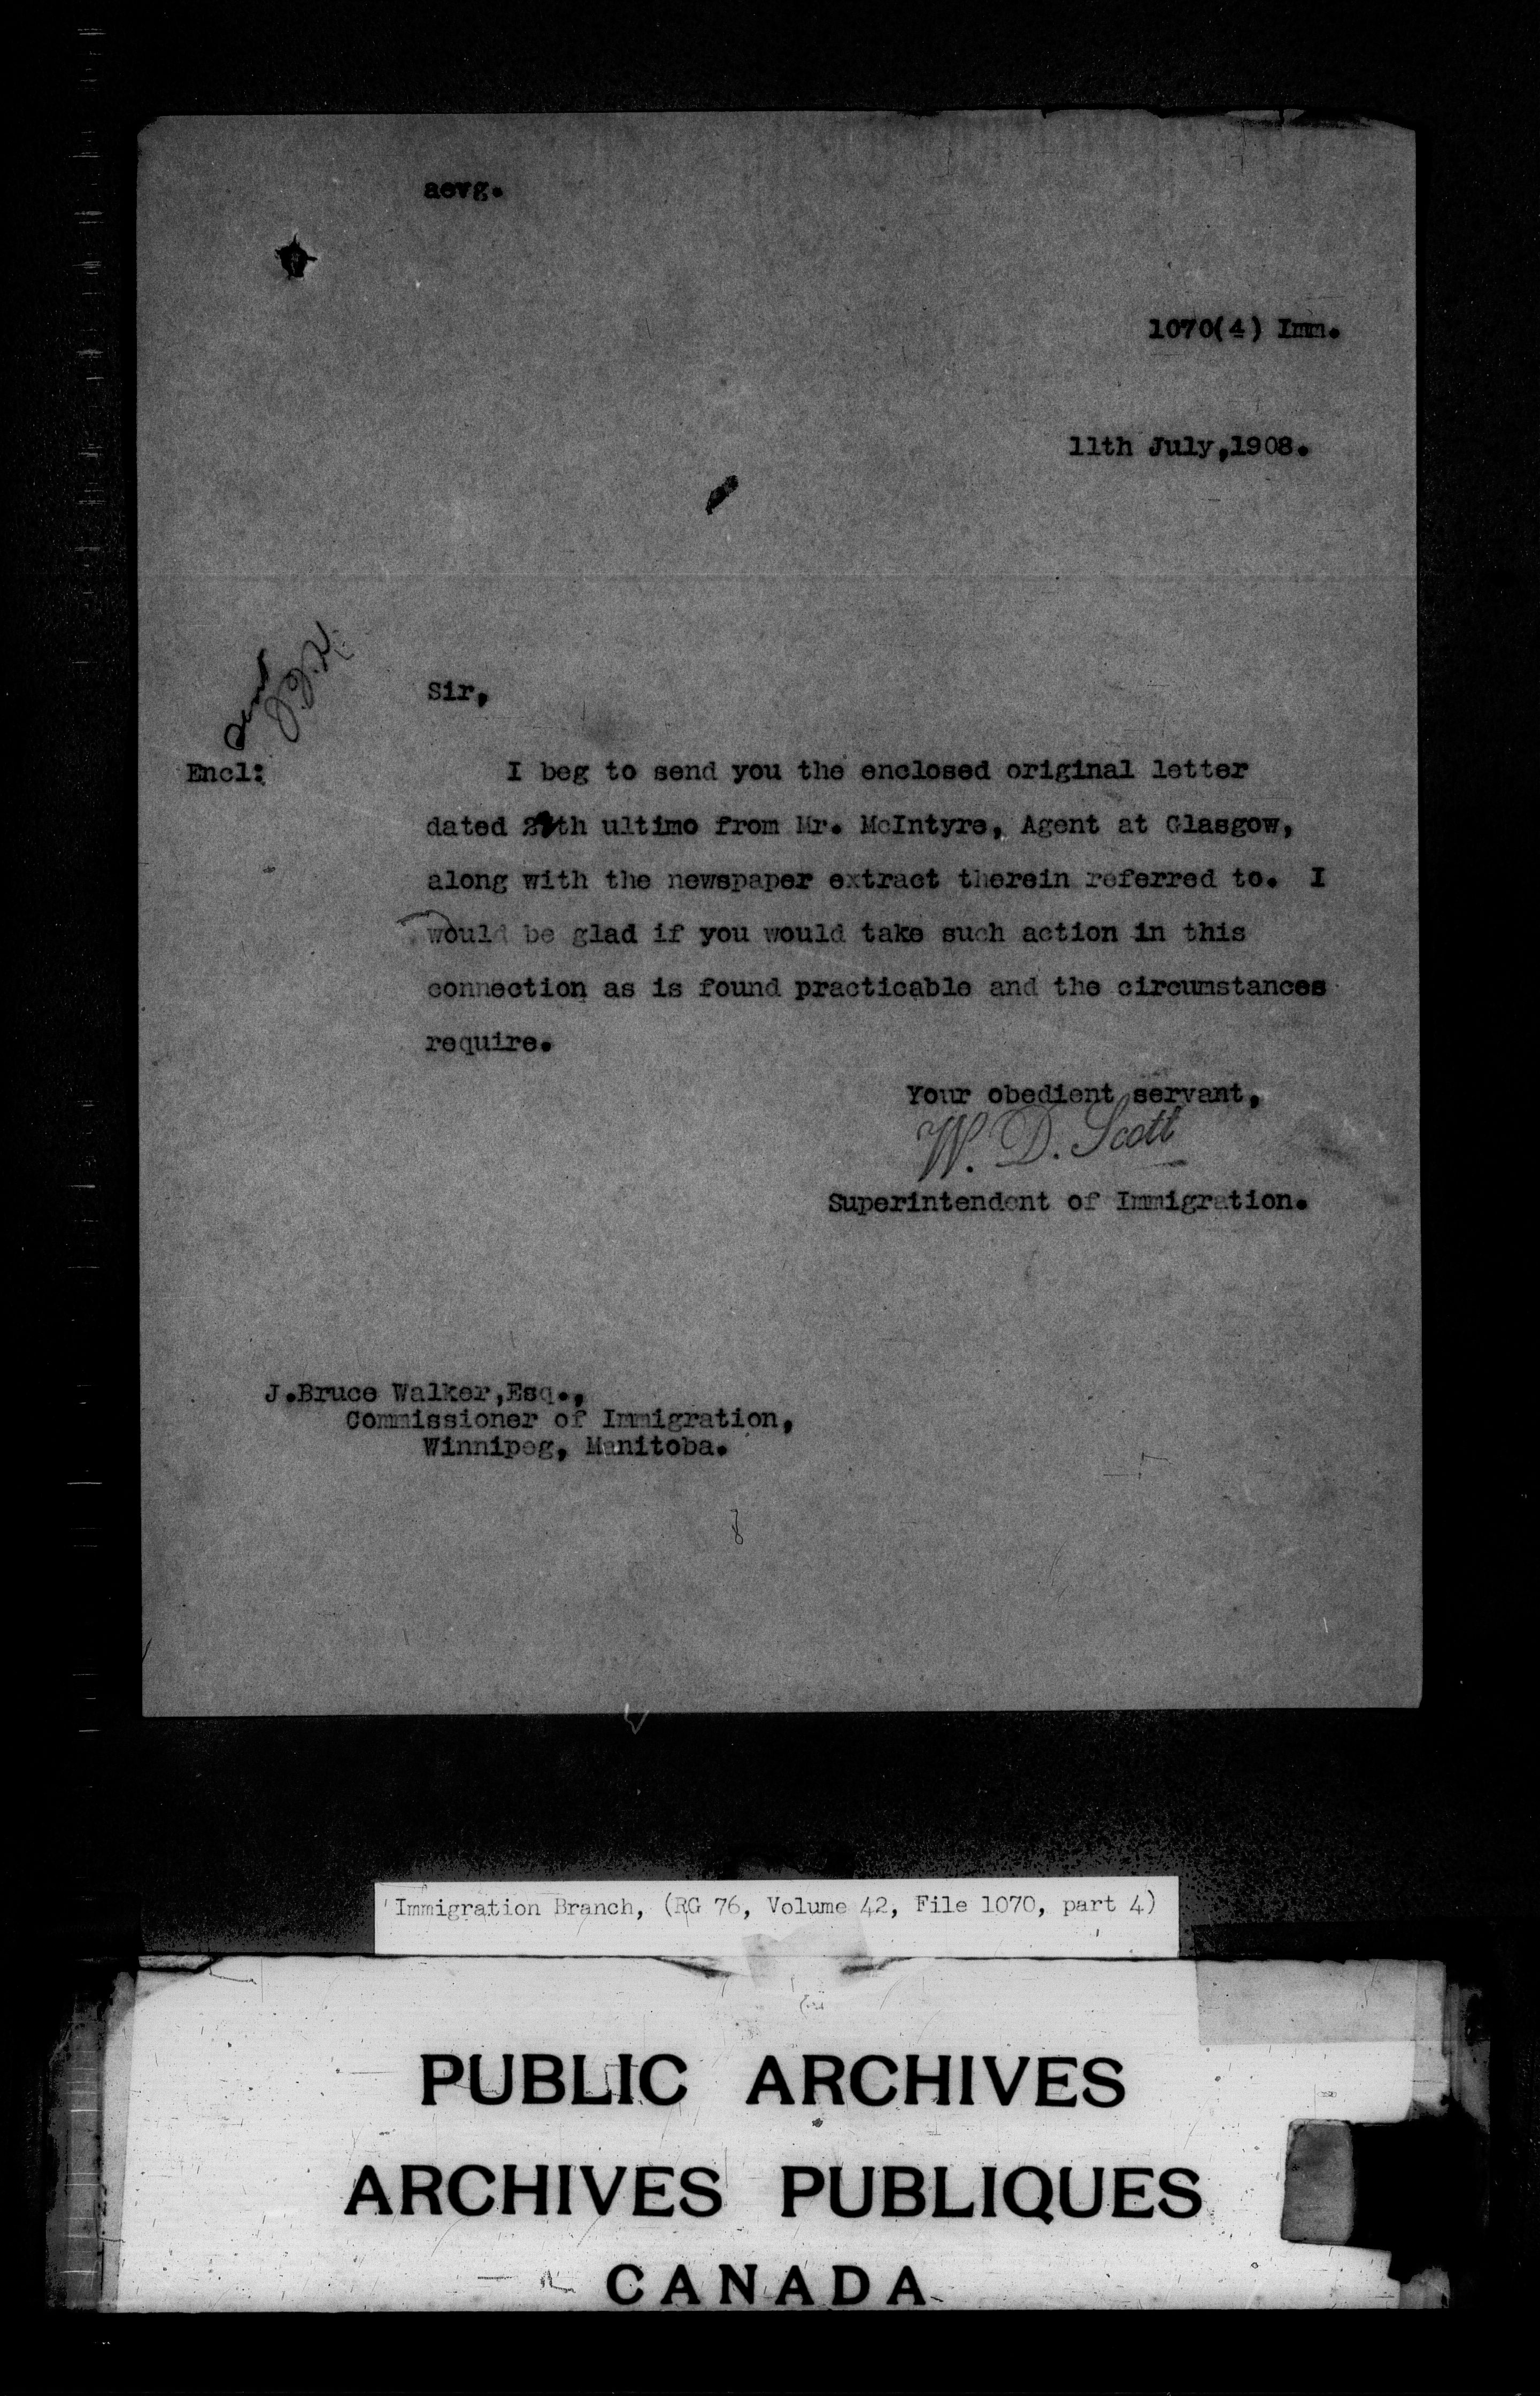 aevg.
1070(4) Imm.
11th July,1908.
Sir,
Encl:
I beg to send you the enclosed original letter
dated ultimo from Mr. McIntyre, Agent at Glasgow,
along with the newspaper extract therein referred to. I
would be glad if you would take such action in this
connection as is found practicable and the circumstances
require.
Your obedient servant,
W. D. Scott
Superintendent of Immigration.
J.Bruce Walker,Esq.,
Commissioner of Immigration,
Winnipeg, Manitoba.
Immigration Branch, (RG 76, Volume 42, File 1070, part 4)
PUBLIC ARCHIVES
ARCHIVES PUBLIQUES
CANADA